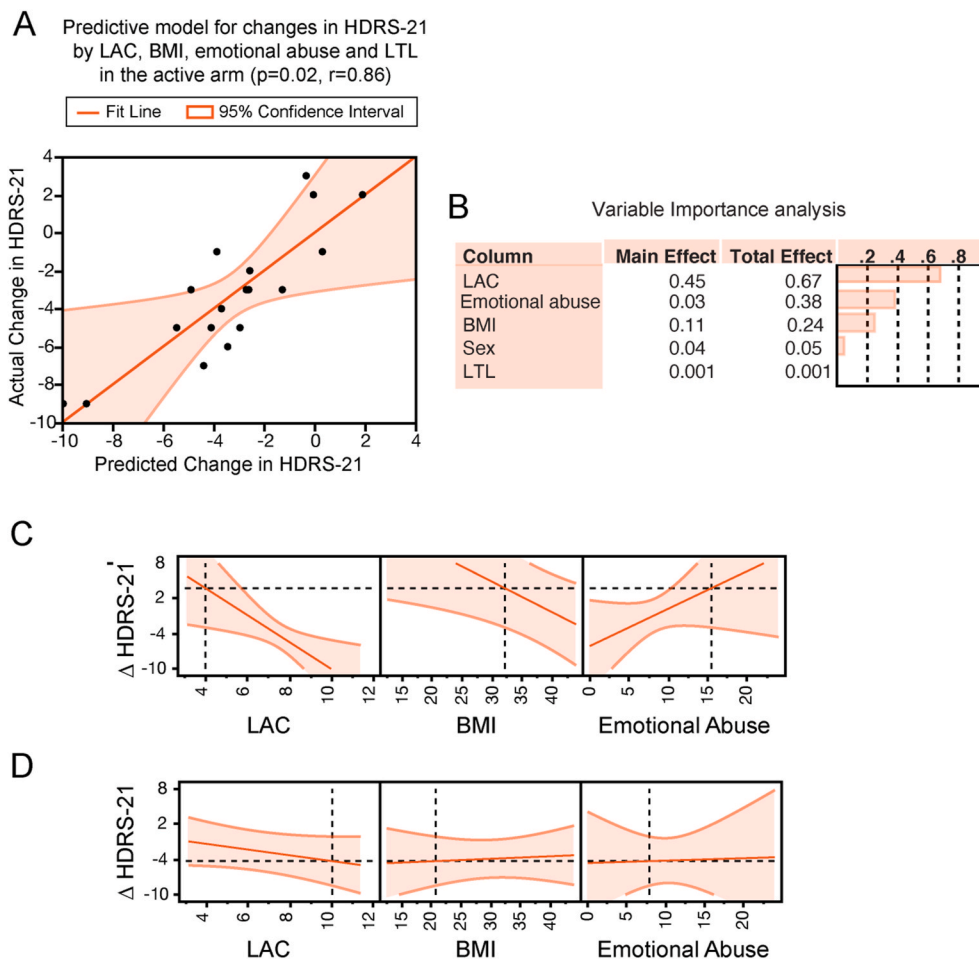 A
Predictive model for changes in HDRS-21
by LAC, BMI, emotional abuse and LTL
in the active arm (p=0.02, r=0.86)
Fit Line 95% Confidence Interval
Actual Change in HDRS-21
4
2
0
-2
-4
-6
-8
-10
-10 -8 -6 -4 -2 0 2 4
Predicted Change in HDRS-21
B
Variable Importance analysis
Column Main Effect Total Effect .2 .4 .6 .8
LAC 0.45 0.67
Emotional abuse 0.03 0.38
BMI 0.11 0.24
Sex 0.04 0.05
LTL 0.001 0.001
C
Δ HDRS-21
8
2
-4
-10
4 6 8 10 12 15 20 25 30 35 40 0 5 10 15 20
LAC BMI Emotional Abuse
D
Δ HDRS-21
8
2
-4
-10
4 6 8 10 12 15 20 25 30 35 40 0 5 10 15 20
LAC BMI Emotional Abuse